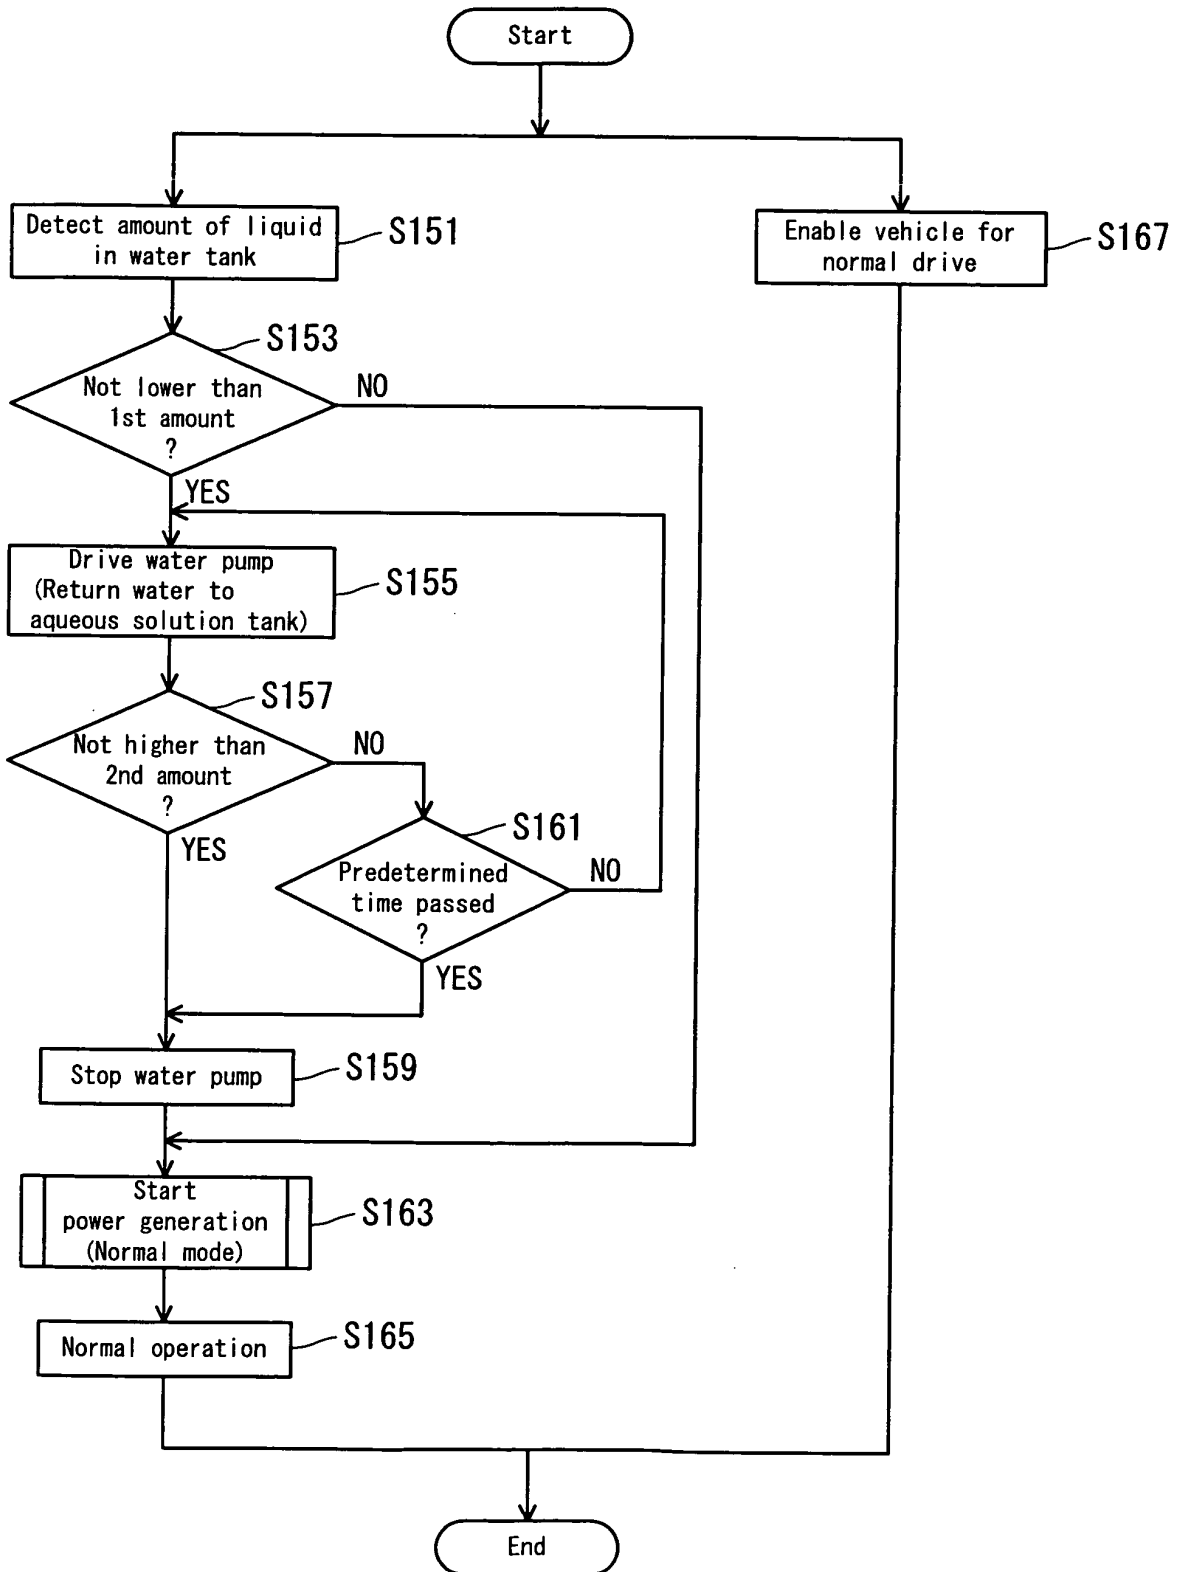 Start
Detect amount of liquid
in water tank
S151
Enable vehicle for
normal drive
S167
S153
Not lower than
1st amount
?
NO
YES
Drive water pump
(Return water to
aqueous solution tank)
S155
S157
Not higher than
2nd amount
?
NO
YES
S161
Predetermined
time passed
?
NO
YES
Stop water pump
S159
Start
power generation
(Normal mode)
S163
Normal operation
S165
End